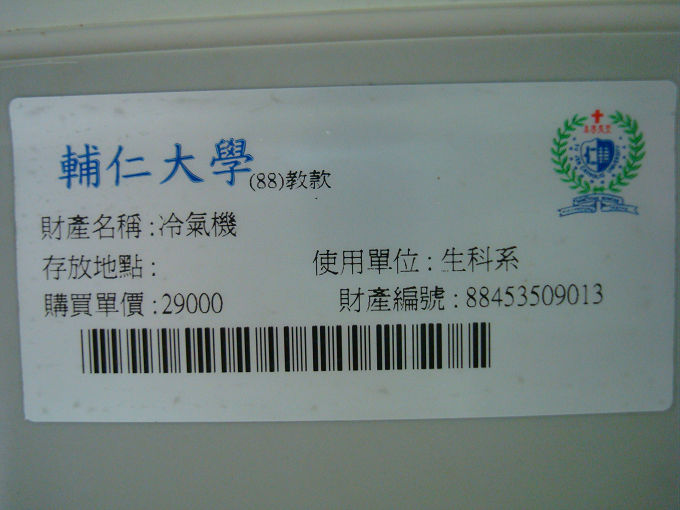 輔仁大學(88)教款
財產名稱:冷氣機
存放地點: 使用單位:生科系
購買單價:29000 財產編號:88453509013